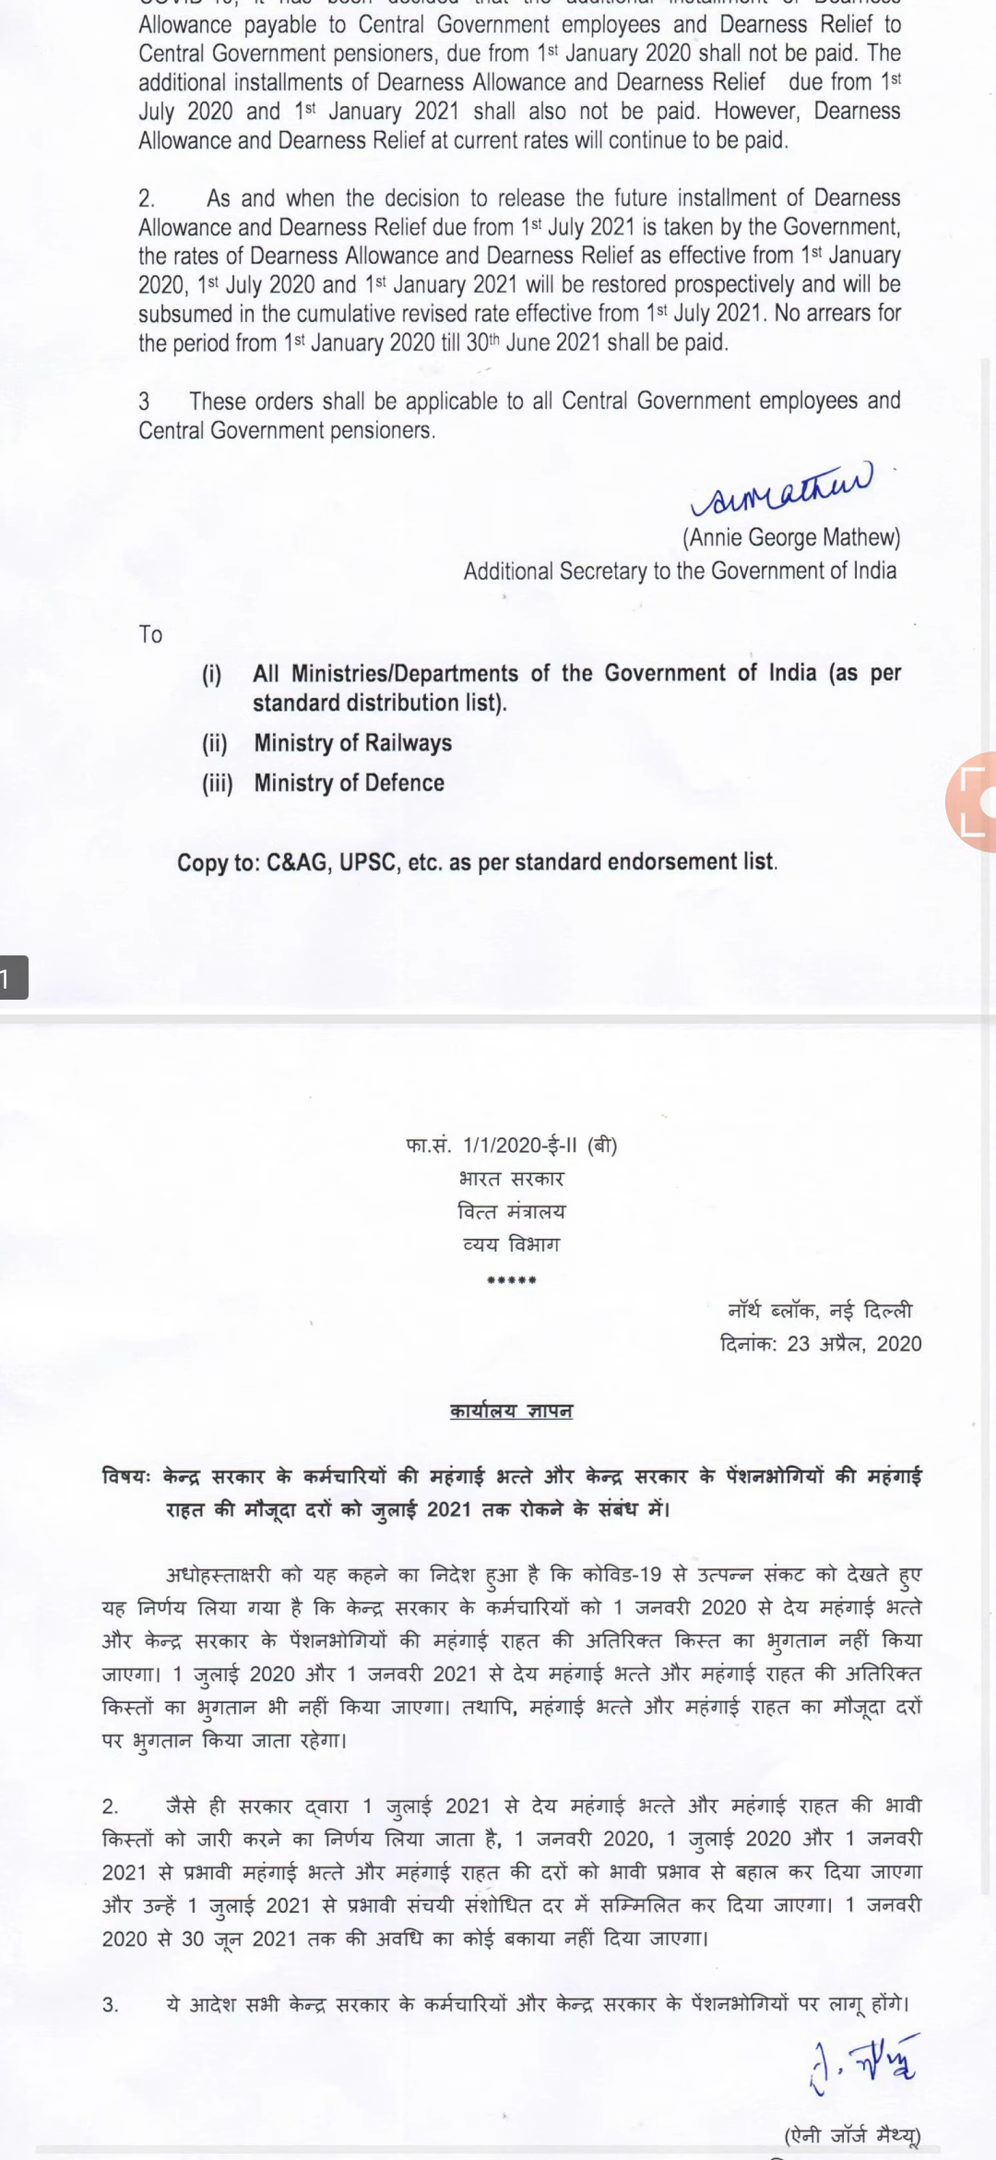 COVID-19, it has been decided that the additional installment of Dearness
Allowance payable to Central Government employees and Dearness Relief to
Central Government pensioners, due from 1st January 2020 shall not be paid. The
additional installments of Dearness Allowance and Dearness Relief due from 1st
July 2020 and 1st January 2021 shall also not be paid. However, Dearness
Allowance and Dearness Relief at current rates will continue to be paid.
2. As and when the decision to release the future installment of Dearness
Allowance and Dearness Relief due from 1st July 2021 is taken by the Government,
the rates of Dearness Allowance and Dearness Relief as effective from 1st January
2020, 1st July 2020 and 1st January 2021 will be restored prospectively and will be
subsumed in the cumulative revised rate effective from 1st July 2021. No arrears for
the period from 1st January 2020 till 30th June 2021 shall be paid.
3 These orders shall be applicable to all Central Government employees and
Central Government pensioners.
(Annie George Mathew)
Additional Secretary to the Government of India
To
(i) All Ministries/Departments of the Government of India (as per
standard distribution list).
(ii) Ministry of Railways
(iii) Ministry of Defence
Copy to: C&AG, UPSC, etc. as per standard endorsement list.
1
फा.सं. 1/1/2020-ई-II (बी)
भारत सरकार
वित्त मंत्रालय
व्यय विभाग
*****
नॉर्थ ब्लॉक, नई दिल्ली
दिनांक: 23 अप्रैल, 2020
कार्यालय ज्ञापन
विषयः केन्द्र सरकार के कर्मचारियों की महंगाई भत्ते और केन्द्र सरकार के पेंशनभोगियों की महंगाई
राहत की मौजूदा दरों को जुलाई 2021 तक रोकने के संबंध में।
अधोहस्ताक्षरी को यह कहने का निदेश हुआ है कि कोविड-19 से उत्पन्न संकट को देखते हुए
यह निर्णय लिया गया है कि केन्द्र सरकार के कर्मचारियों को 1 जनवरी 2020 से देय महंगाई भत्ते
और केन्द्र सरकार के पेंशनभोगियों की महंगाई राहत की अतिरिक्त किस्त का भुगतान नहीं किया
जाएगा। 1 जुलाई 2020 और 1 जनवरी 2021 से देय महंगाई भत्ते और महंगाई राहत की अतिरिक्त
किस्तों का भुगतान भी नहीं किया जाएगा। तथापि, महंगाई भत्ते और महंगाई राहत का मौजूदा दरों
पर भुगतान किया जाता रहेगा।
2. जैसे ही सरकार द्वारा 1 जुलाई 2021 से देय महंगाई भत्ते और महंगाई राहत की भावी
किस्तों को जारी करने का निर्णय लिया जाता है, 1 जनवरी 2020, 1 जुलाई 2020 और 1 जनवरी
2021 से प्रभावी महंगाई भत्ते और महंगाई राहत की दरों को भावी प्रभाव से बहाल कर दिया जाएगा
और उन्हें 1 जुलाई 2021 से प्रभावी संचयी संशोधित दर में सम्मिलित कर दिया जाएगा। 1 जनवरी
2020 से 30 जून 2021 तक की अवधि का कोई बकाया नहीं दिया जाएगा।
3. ये आदेश सभी केन्द्र सरकार के कर्मचारियों और केन्द्र सरकार के पेंशनभोगियों पर लागू होंगे।
(ऐनी जॉर्ज मैथ्यू)